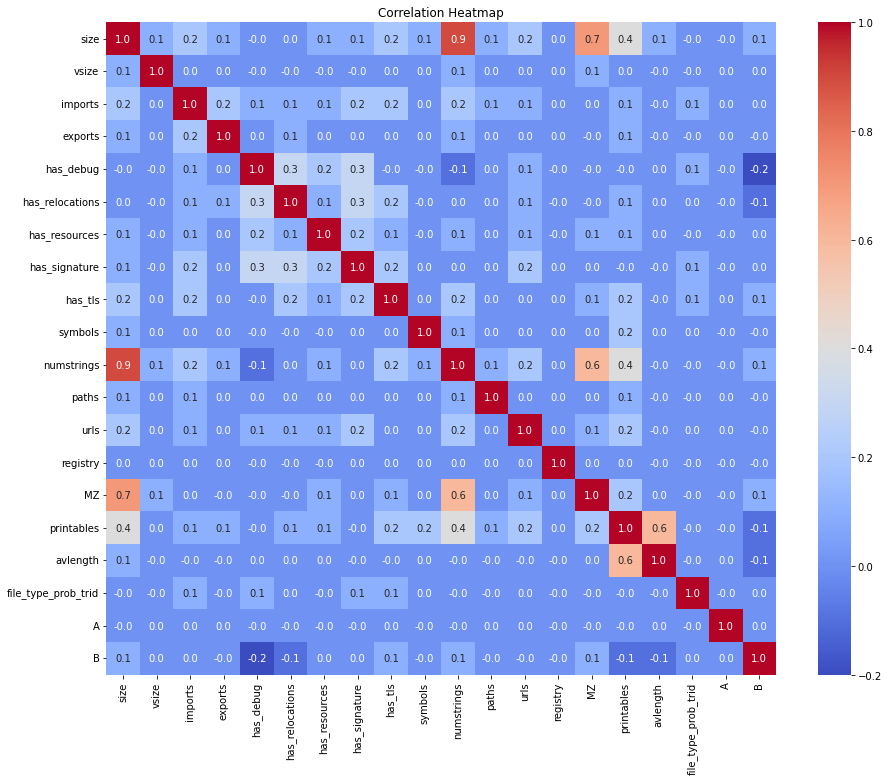 Correlation Heatmap
size 1.0 0.1 0.2 0.1 -0.0 0.0 0.1 0.1 0.2 0.1 0.9 0.1 0.2 0.0 0.7 0.4 0.1 -0.0 -0.0 0.1
vsize 0.1 1.0 0.0 0.0 -0.0 -0.0 -0.0 -0.0 0.0 0.0 0.1 0.0 0.0 0.0 0.1 0.0 -0.0 -0.0 0.0 0.0
imports 0.2 0.0 1.0 0.2 0.1 0.1 0.1 0.2 0.2 0.0 0.2 0.1 0.1 0.0 0.0 0.1 -0.0 0.1 0.0 0.0
exports 0.1 0.0 0.2 1.0 0.0 0.1 0.0 0.0 0.0 0.0 0.1 0.0 0.0 0.0 -0.0 0.1 -0.0 -0.0 0.0 -0.0
has_debug -0.0 -0.0 0.1 0.0 1.0 0.3 0.2 0.3 -0.0 -0.0 -0.1 0.0 0.1 -0.0 -0.0 -0.0 0.0 0.1 -0.0 -0.2
has_relocations 0.0 -0.0 0.1 0.1 0.3 1.0 0.1 0.3 0.2 -0.0 0.0 0.0 0.1 -0.0 -0.0 0.1 0.0 0.0 0.0 -0.1
has_resources 0.1 -0.0 0.1 0.0 0.2 0.1 1.0 0.2 0.1 -0.0 0.1 0.0 0.1 -0.0 0.1 0.1 0.0 -0.0 0.0 0.0
has_signature 0.1 -0.0 0.2 0.0 0.3 0.3 0.2 1.0 0.2 0.0 0.0 0.0 0.2 0.0 0.0 -0.0 -0.0 0.1 -0.0 0.0
has_tls 0.2 0.0 0.2 0.0 -0.0 0.2 0.1 0.2 1.0 0.0 0.2 0.0 0.0 0.0 0.1 0.2 -0.0 0.1 0.0 0.1
symbols 0.1 0.0 0.0 0.0 -0.0 -0.0 -0.0 0.0 0.0 1.0 0.1 0.0 0.0 0.0 0.0 0.2 0.0 0.0 -0.0 -0.0
numstrings 0.9 0.1 0.2 0.1 -0.1 0.0 0.1 0.0 0.2 0.1 1.0 0.1 0.2 0.0 0.6 0.4 -0.0 -0.0 -0.0 0.1
paths 0.1 0.0 0.1 0.0 0.0 0.0 0.0 0.0 0.0 0.0 0.1 1.0 0.0 0.0 0.0 0.1 -0.0 -0.0 -0.0 -0.0
urls 0.2 0.0 0.1 0.0 0.1 0.1 0.1 0.2 0.0 0.0 0.2 0.0 1.0 0.0 0.1 0.2 -0.0 0.0 0.0 -0.0
registry 0.0 0.0 0.0 0.0 -0.0 -0.0 -0.0 0.0 0.0 0.0 0.0 0.0 0.0 1.0 0.0 0.0 -0.0 -0.0 -0.0 -0.0
MZ 0.7 0.1 0.0 -0.0 -0.0 -0.0 0.1 0.0 0.1 0.0 0.6 0.0 0.1 0.0 1.0 0.2 0.0 -0.0 -0.0 0.1
printables 0.4 0.0 0.1 0.1 -0.0 0.1 0.1 -0.0 0.2 0.2 0.4 0.1 0.2 0.0 0.2 1.0 0.6 -0.0 -0.0 -0.1
avlength 0.1 -0.0 -0.0 -0.0 0.0 0.0 0.0 -0.0 -0.0 0.0 -0.0 -0.0 -0.0 -0.0 0.0 0.6 1.0 -0.0 0.0 -0.1
file_type_prob_trid -0.0 -0.0 0.1 -0.0 0.1 0.0 -0.0 0.1 0.1 0.0 -0.0 -0.0 0.0 -0.0 -0.0 -0.0 -0.0 1.0 0.0 0.0
A -0.0 0.0 0.0 0.0 -0.0 0.0 0.0 -0.0 0.0 -0.0 -0.0 -0.0 0.0 -0.0 -0.0 -0.0 0.0 0.0 1.0 0.0
B 0.1 0.0 0.0 -0.0 -0.2 -0.1 0.0 0.0 0.1 -0.0 0.1 -0.0 -0.0 -0.0 0.1 -0.1 -0.1 0.0 0.0 1.0
size vsize imports exports has_debug has_relocations has_resources has_signature has_tls symbols numstrings paths urls registry MZ printables avlength file_type_prob_trid A B
1.0
0.8
0.6
0.4
0.2
0.0
-0.2